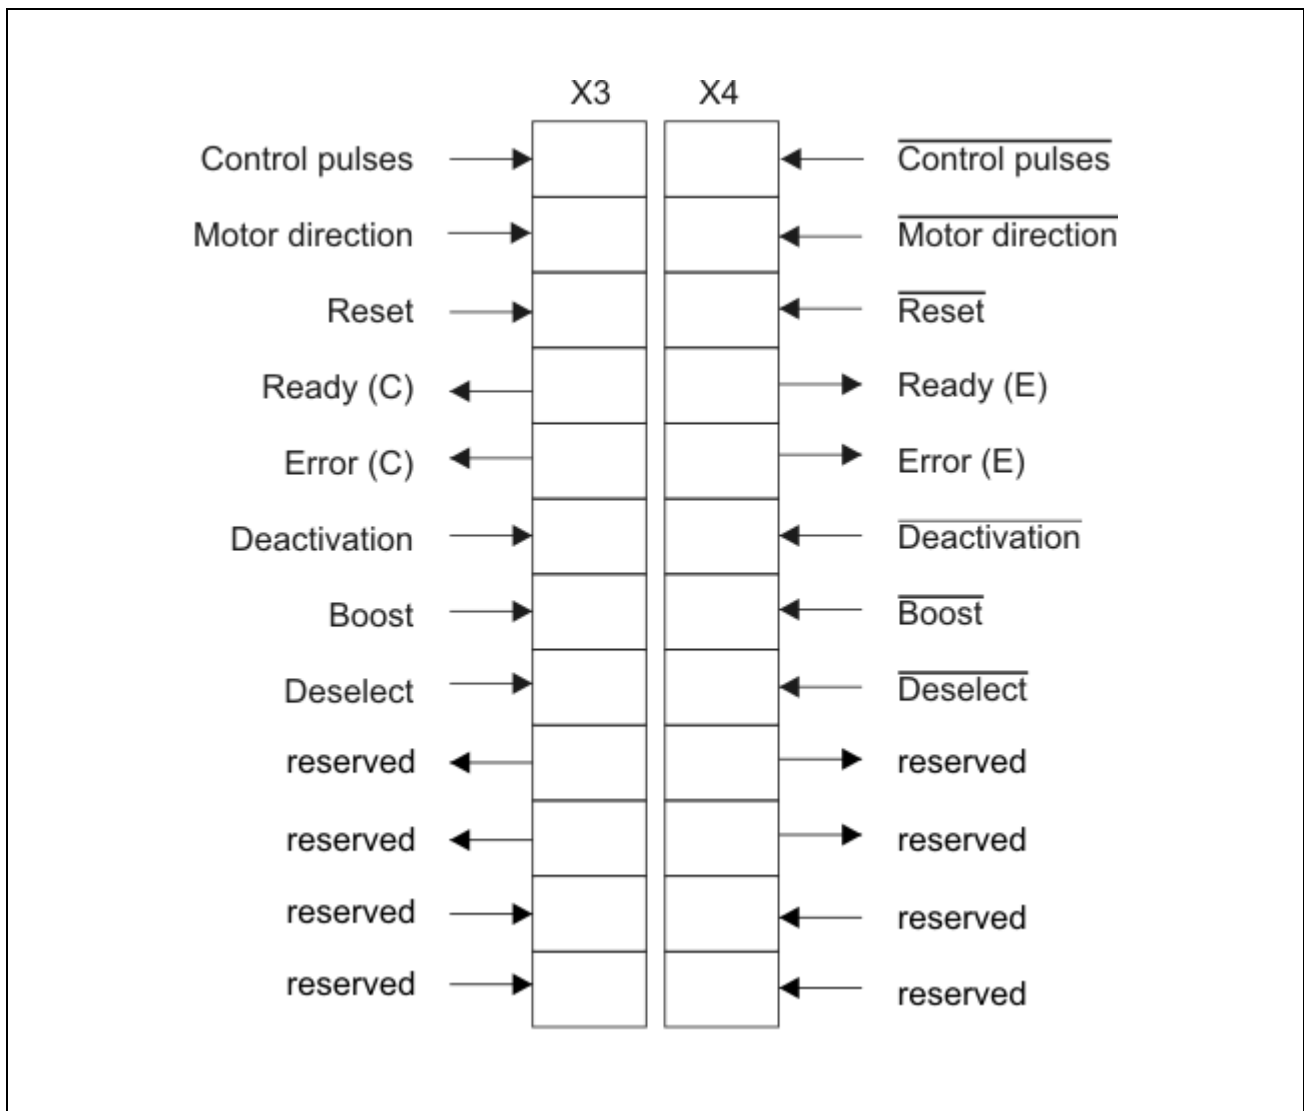 X3 X4
Control pulses Control pulses
Motor direction Motor direction
Reset Reset
Ready (C) Ready (E)
Error (C) Error (E)
Deactivation Deactivation
Boost Boost
Deselect Deselect
reserved reserved
reserved reserved
reserved reserved
reserved reserved